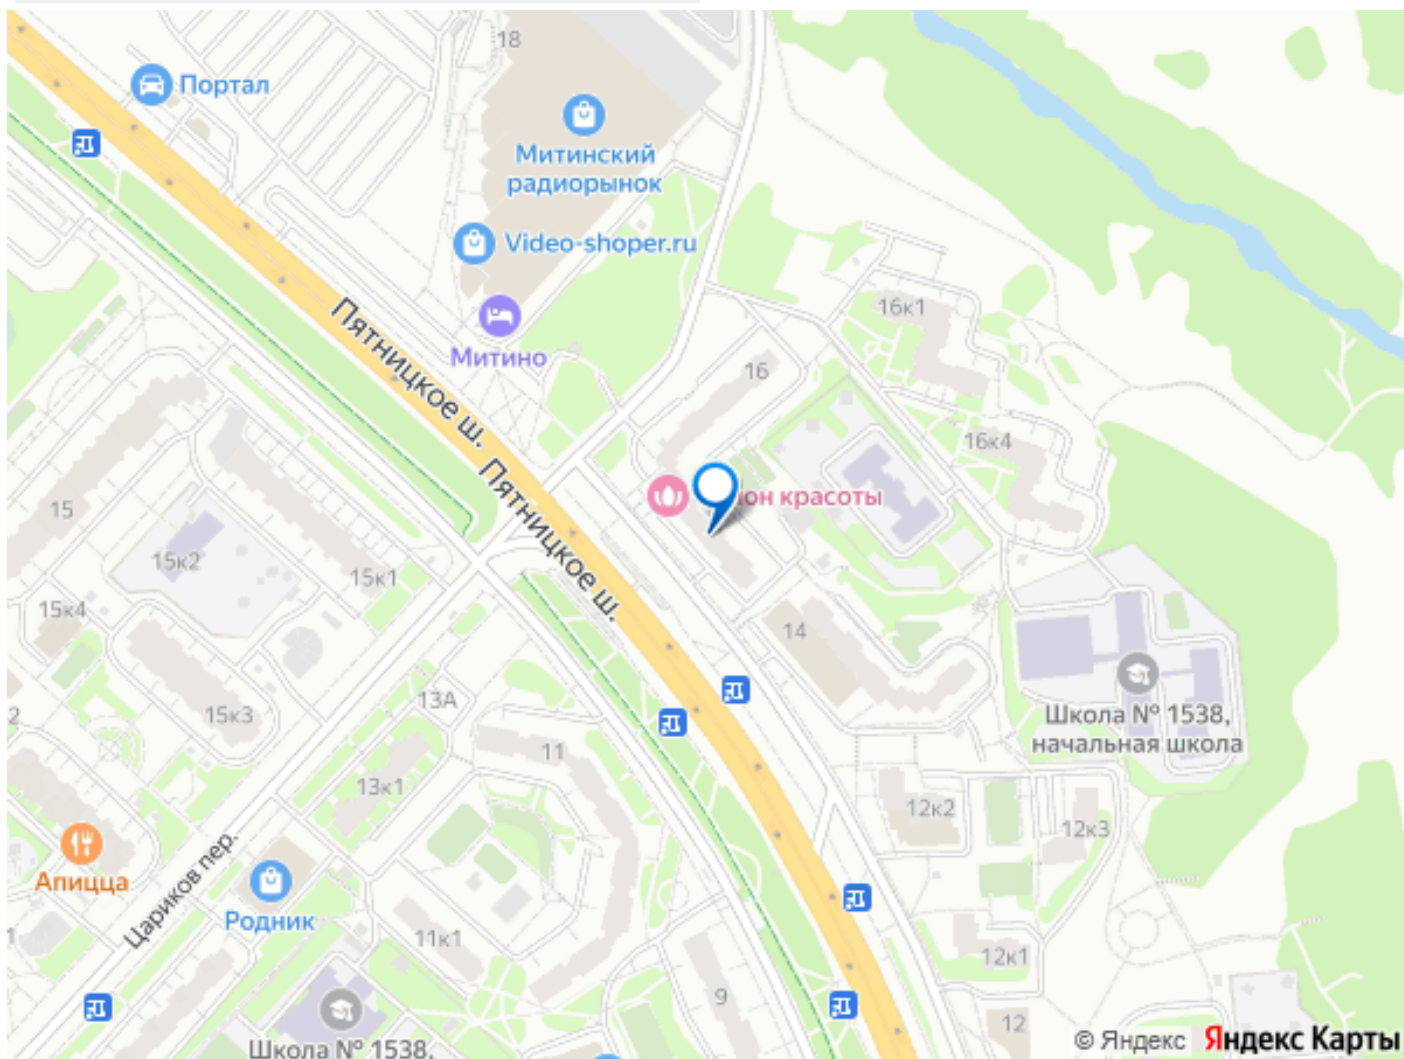 18
Портал
Митинский
радиорынок
Video-shoper.ru
Митино
Пятницкое ш.
Пятницкое ш.
16к1
16
16к4
он красоты
15
15к2
15к1
15к4
14
2
15к3
13А
11
Школа № 1538,
начальная школа
13к1
12к2
12к3
Апицца
Цариков пер.
Родник
11к1
12к1
9
12
Школа № 1538,
© Яндекс Яндекс Карты